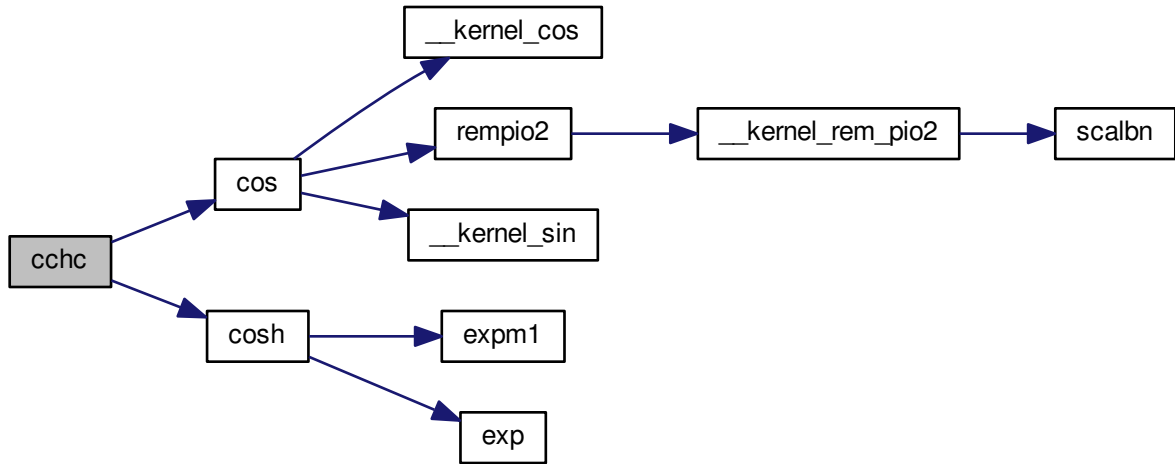 __kernel_cos
rempio2
__kernel_rem_pio2
scalbn
cos
__kernel_sin
cchc
cosh
expm1
exp